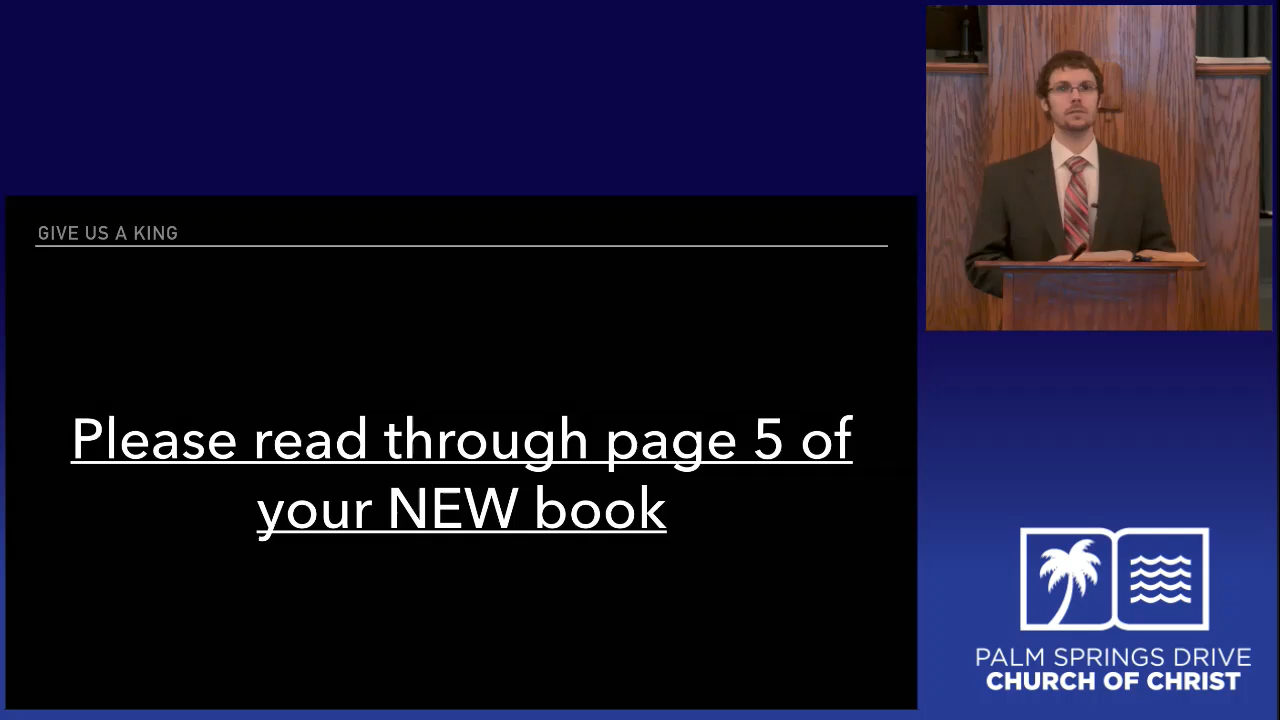 GIVE US A KING
Please read through page 5 of
your NEW book
PALM SPRINGS DRIVE
CHURCH OF CHRIST